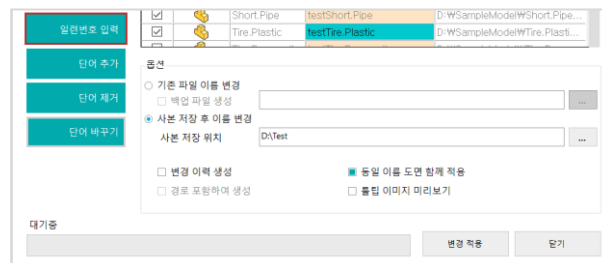 일련번호 입력
단어 추가
단어 제거
단어 바꾸기
Short.Pipe testShort.Pipe D:₩SampleModel₩Short.Pipe...
Tire.Plastic testTire.Plastic D:₩SampleModel₩Tire.Plasti...
옵션
기존 파일 이름 변경
백업 파일 생성 ...
사본 저장 후 이름 변경
사본 저장 위치 D:\Test ...
변경 이력 생성 동일 이름 도면 함께 적용
경로 포함하여 생성 툴팁 이미지 미리보기
대기중
변경 적용 닫기